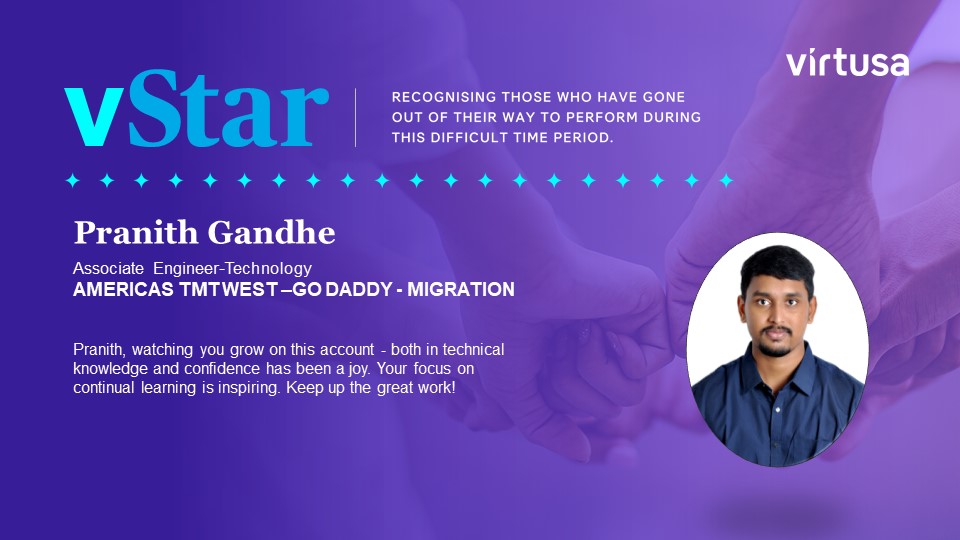 virtusa
vStar
RECOGNISING THOSE WHO HAVE GONE
OUT OF THEIR WAY TO PERFORM DURING
THIS DIFFICULT TIME PERIOD.
Pranith Gandhe
Associate Engineer-Technology
AMERICAS TMTWEST –GO DADDY - MIGRATION
Pranith, watching you grow on this account - both in technical
knowledge and confidence has been a joy. Your focus on
continual learning is inspiring. Keep up the great work!